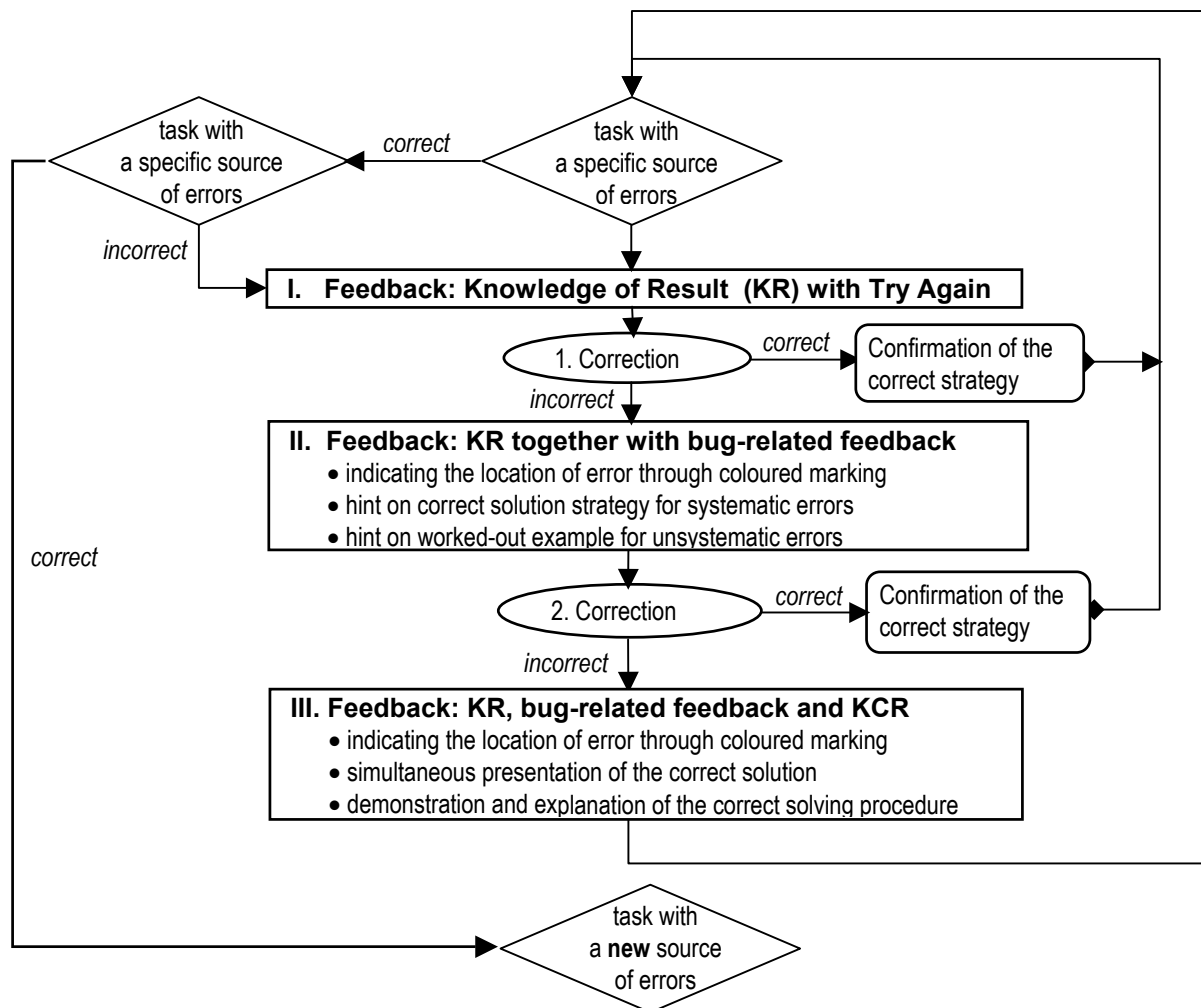 task with
a specific source
of errors
correct
task with
a specific source
of errors
incorrect
I. Feedback: Knowledge of Result (KR) with Try Again
1. Correction
correct
Confirmation of the
correct strategy
incorrect
II. Feedback: KR together with bug-related feedback
• indicating the location of error through coloured marking
• hint on correct solution strategy for systematic errors
• hint on worked-out example for unsystematic errors
correct
2. Correction
correct
Confirmation of the
correct strategy
incorrect
III. Feedback: KR, bug-related feedback and KCR
• indicating the location of error through coloured marking
• simultaneous presentation of the correct solution
• demonstration and explanation of the correct solving procedure
task with
a new source
of errors